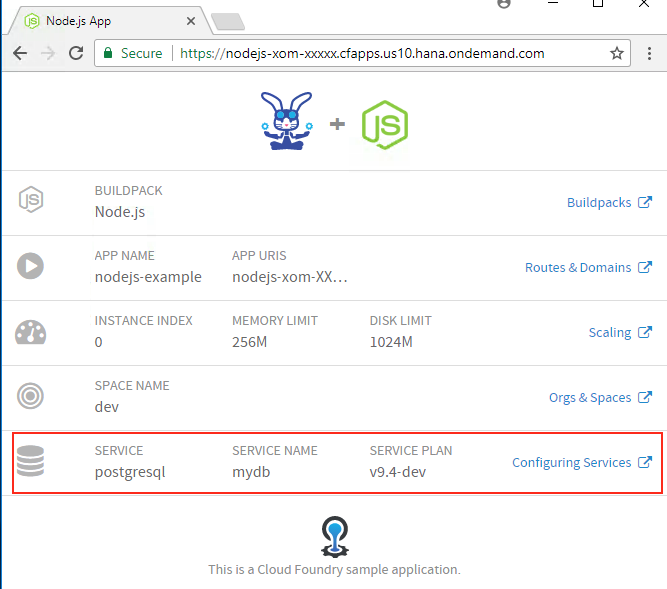 Node.js App
Secure https://nodejs-xom-xxxxx.cfapps.us10.hana.ondemand.com
JS
JS
BUILDPACK
Node.js
Buildpacks
APP NAME APP URIS
nodejs-example nodejs-xom-XX…
Routes & Domains
INSTANCE INDEX MEMORY LIMIT DISK LIMIT
0 256M 1024M
Scaling
SPACE NAME
dev
Orgs & Spaces
SERVICE SERVICE NAME SERVICE PLAN
postgresql mydb v9.4-dev
Configuring Services
This is a Cloud Foundry sample application.